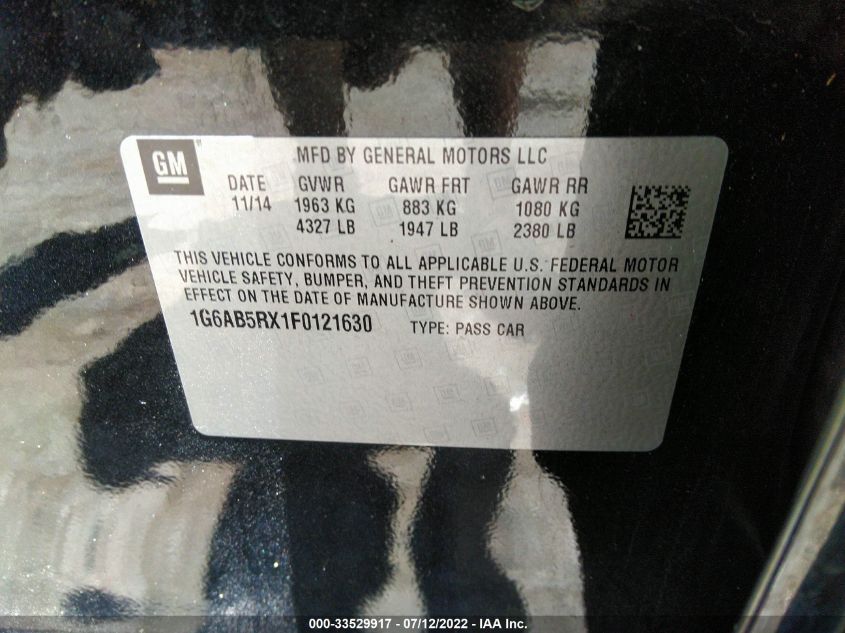 GM
MFD BY GENERAL MOTORS LLC
DATE GVWR GAWR FRT GAWR RR
11/14 1963 KG 883 KG 1080 KG
4327 LB 1947 LB 2380 LB
THIS VEHICLE CONFORMS TO ALL APPLICABLE U.S. FEDERAL MOTOR
VEHICLE SAFETY, BUMPER, AND THEFT PREVENTION STANDARDS IN
EFFECT ON THE DATE OF MANUFACTURE SHOWN ABOVE.
1G6AB5RX1F0121630 TYPE: PASS CAR
000-33529917 - 07/12/2022 - IAA Inc.